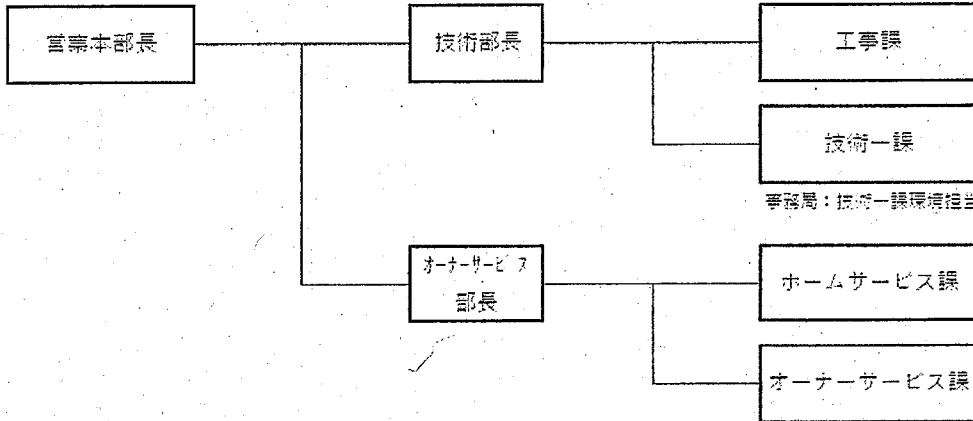 営業本部長
技術部長
工事課
技術一課
事務局：技術一課環境担当
オーナーサービス
部長
ホームサービス課
オーナーサービス課